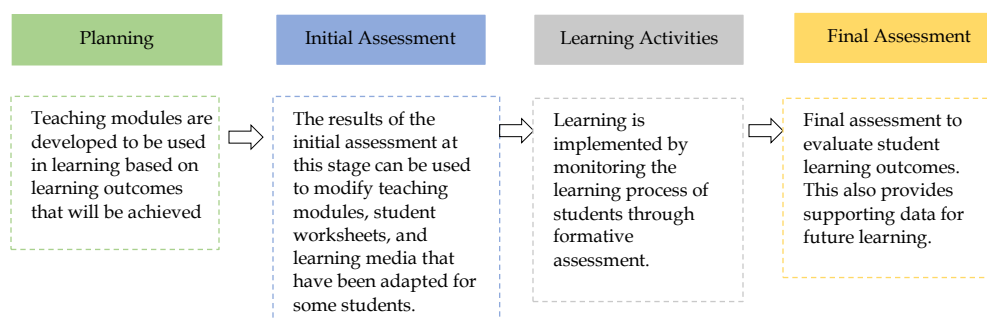 Planning
Initial Assessment
Learning Activities
Final Assessment
Teaching modules are
developed to be used
in learning based on
learning outcomes
that will be achieved
The results of the
initial assessment at
this stage can be used
to modify teaching
modules, student
worksheets, and
learning media that
have been adapted for
some students.
Learning is
implemented by
monitoring the
learning process of
students through
formative
assessment.
Final assessment to
evaluate student
learning outcomes.
This also provides
supporting data for
future learning.